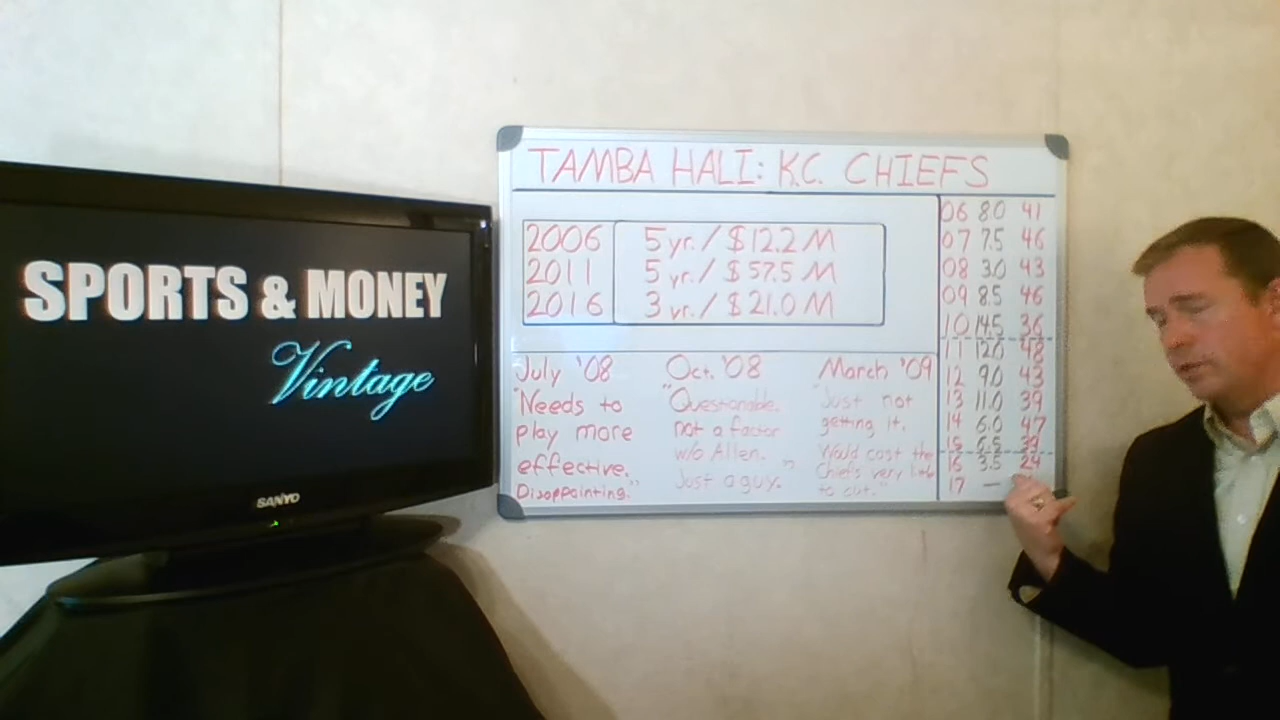 SPORTS & MONEY
Vintage
SANYO
TAMBA HALI: K.C. CHIEFS
2006 5 yr. / $12.2 M
2011 5 yr. / $57.5 M
2016 3 yr. / $21.0 M
July '08
"Needs to
play more
effective.
Disappointing."
Oct. '08
"Questionable.
not a factor
w/o Allen.
Just a guy."
March '09
"Just not
getting it.
Would cost the
Chiefs very little
to cut."
06 8.0 41
07 7.5 46
08 3.0 43
09 8.5 46
10 14.5 36
11 12.0 48
12 9.0 43
13 11.0 39
14 6.0 47
15 6.5 39
16 3.5 24
17 —